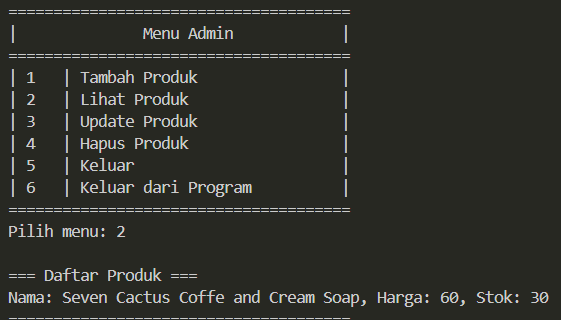 ======================================
|              Menu Admin            |
======================================
| 1   | Tambah Produk                |
| 2   | Lihat Produk                 |
| 3   | Update Produk                |
| 4   | Hapus Produk                 |
| 5   | Keluar                       |
| 6   | Keluar dari Program          |
======================================
Pilih menu: 2

=== Daftar Produk ===
Nama: Seven Cactus Coffe and Cream Soap, Harga: 60, Stok: 30
======================================